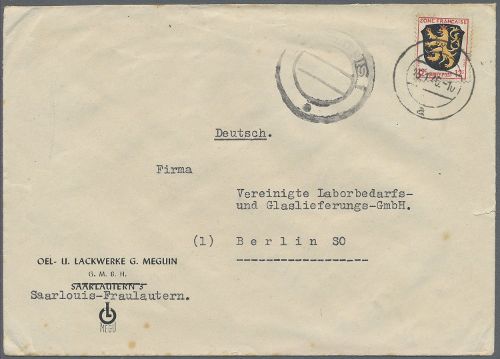 ZONE FRANÇAISE
12
Deutsch.
Firma
Vereinigte Laborbedarfs-
und Glaslieferungs-GmbH.
(1) Berlin SO
OEL- U. LACKWERKE G. MEGUIN
G. M. B. H.
SAARLAUTERN 3
Saarlouis-Fraulautern.
MEGU